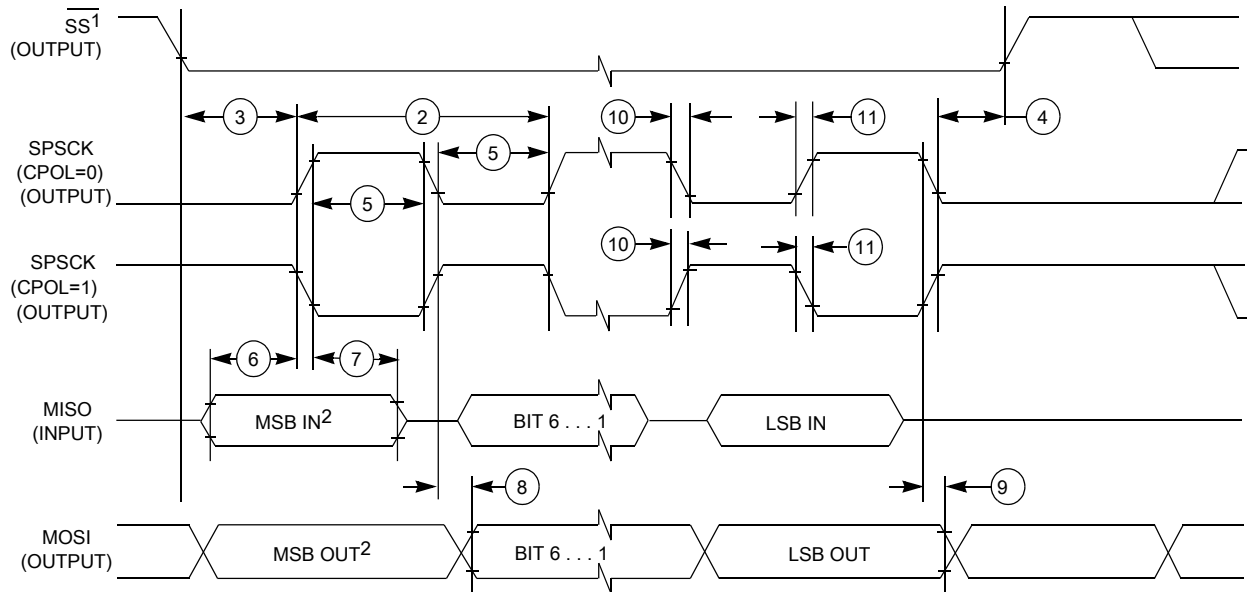 SS¹
(OUTPUT)
3
2
10
11
4
SPSCK
(CPOL=0)
(OUTPUT)
5
5
SPSCK
(CPOL=1)
(OUTPUT)
10
11
6
7
MISO
(INPUT)
MSB IN²
BIT 6 . . . 1
LSB IN
8
9
MOSI
(OUTPUT)
MSB OUT²
BIT 6 . . . 1
LSB OUT